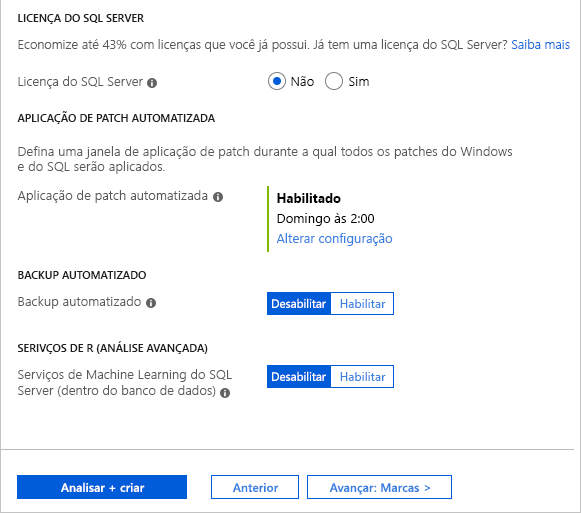 LICENÇA DO SQL SERVER
Economize até 43% com licenças que você já possui. Já tem uma licença do SQL Server? Saiba mais
Licença do SQL Server
Não
Sim
APLICAÇÃO DE PATCH AUTOMATIZADA
Defina uma janela de aplicação de patch durante a qual todos os patches do Windows
e do SQL serão aplicados.
Aplicação de patch automatizada
Habilitado
Domingo às 2:00
Alterar configuração
BACKUP AUTOMATIZADO
Backup automatizado
Desabilitar
Habilitar
SERIVÇOS DE R (ANÁLISE AVANÇADA)
Serviços de Machine Learning do SQL
Server (dentro do banco de dados)
Desabilitar
Habilitar
Analisar + criar
Anterior
Avançar: Marcas >